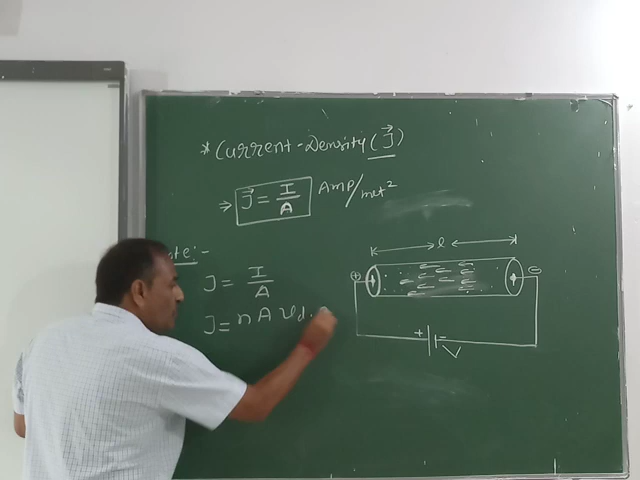 * Current-Density (J⃗)
⇒ J⃗ = I/A Amp/met²
l
te:-
J = I/A
⊕ ⊖
J = n A Vd.
+ -
V